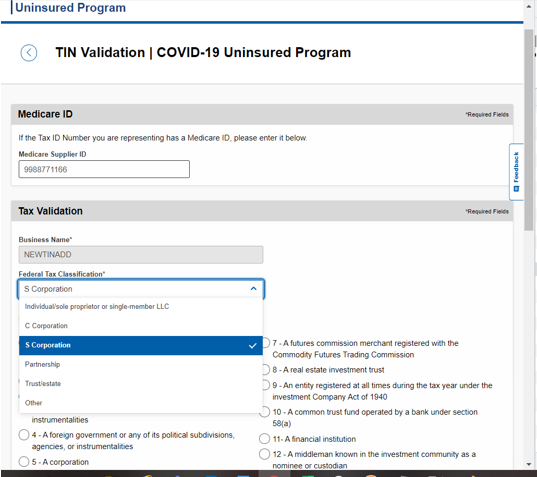 Uninsured Program
TIN Validation | COVID-19 Uninsured Program
Medicare ID
*Required Fields
If the Tax ID Number you are representing has a Medicare ID, please enter it below.
Medicare Supplier ID
9988771166
Feedback
Tax Validation
*Required Fields
Business Name*
NEWTINADD
Federal Tax Classification*
S Corporation
Individual/sole proprietor or single-member LLC
C Corporation
S Corporation
Partnership
Trust/estate
Other
instrumentalities
4 - A foreign government or any of its political subdivisions,
agencies, or instrumentalities
5 - A corporation
7 - A futures commission merchant registered with the
Commodity Futures Trading Commission
8 - A real estate investment trust
9 - An entity registered at all times during the tax year under the
investment Company Act of 1940
10 - A common trust fund operated by a bank under section
58(a)
11- A financial institution
12 - A middleman known in the investment community as a
nominee or custodian